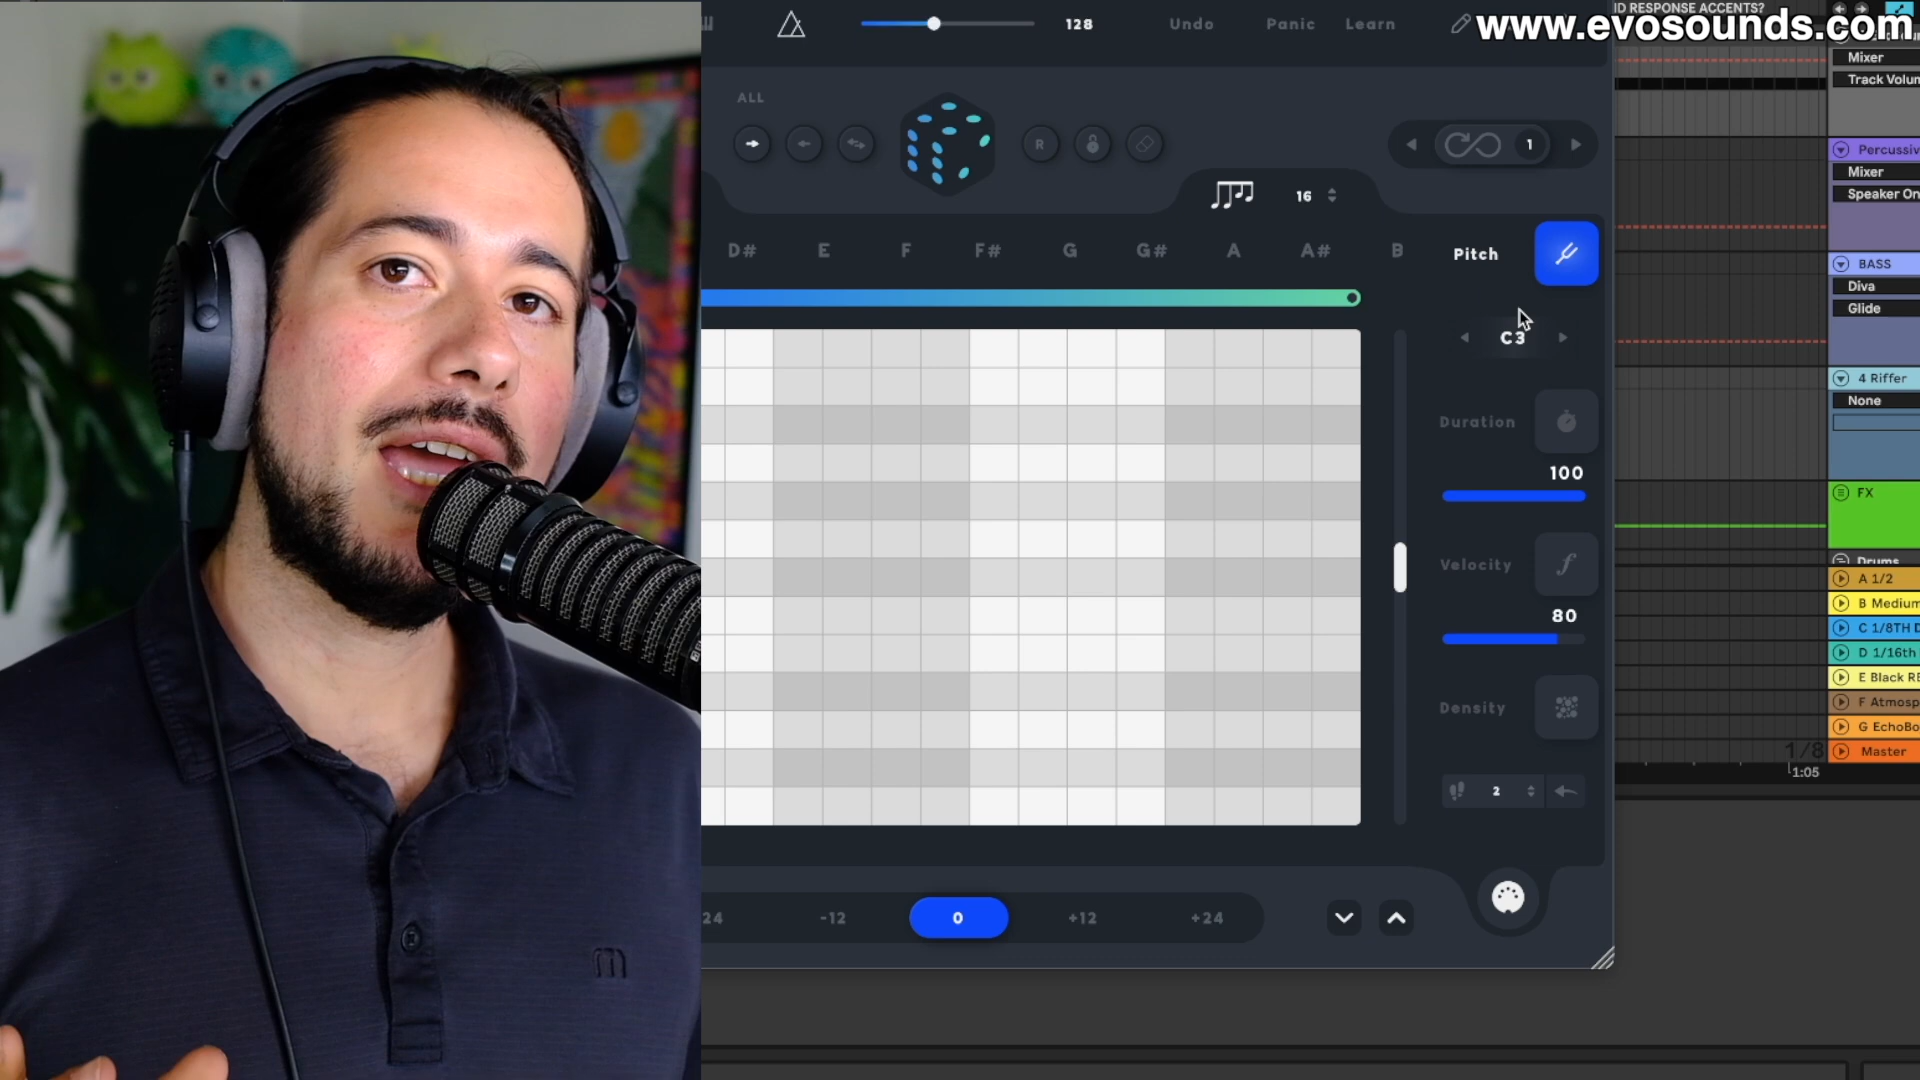 ID RESPONSE ACCENTS?
www.evosounds.com
128
Undo
Panic
Learn
Mixer
Track Volum
ALL
R
1
Percussiv
Mixer
Speaker On
16
D#
E
F
F#
G
G#
A
A#
B
Pitch
BASS
Diva
Glide
C3
4 Riffer
None
Duration
100
FX
Velocity
f
80
Drums
A 1/2
B Medium
C 1/8TH D
D 1/16th
E Black RE
F Atmosp
G EchoBo
Master
Density
1/8
1:05
2
24
-12
0
+12
+24